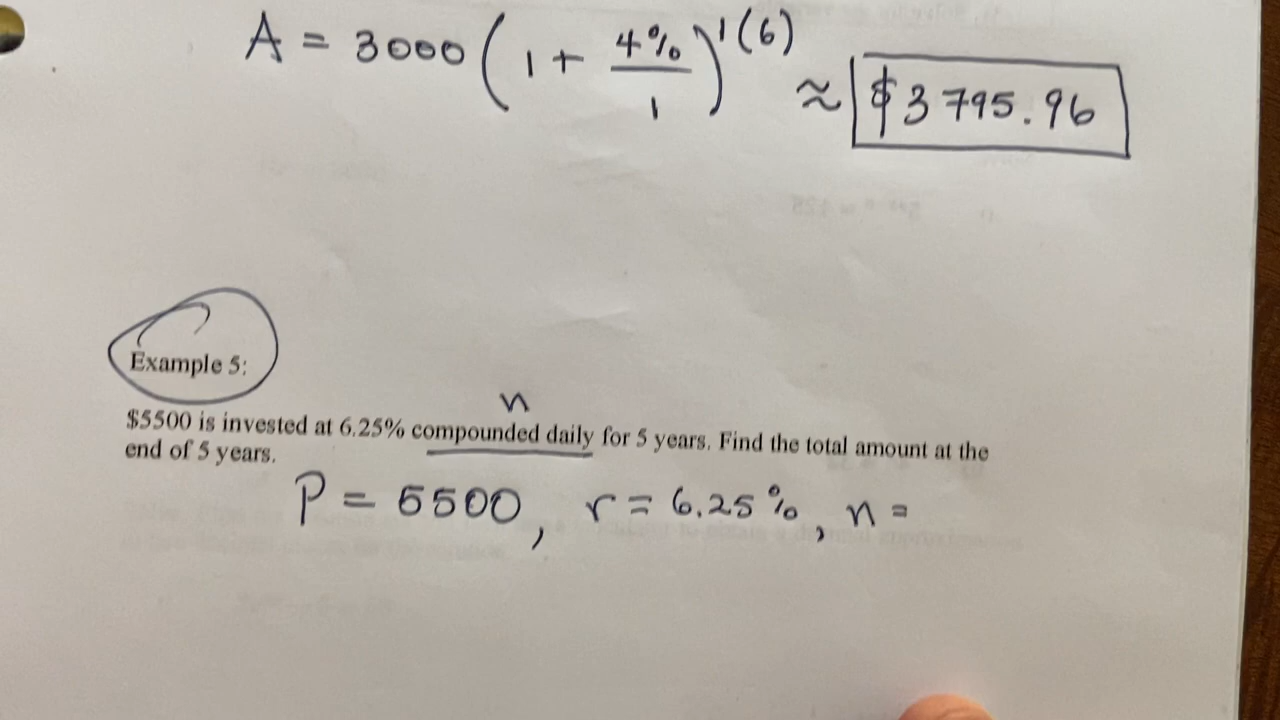 A = 3000 (1 + 4%/1)^1(6) ≈ $3795.96
Example 5:
n
$5500 is invested at 6.25% compounded daily for 5 years. Find the total amount at the
end of 5 years.
P = 5500, r = 6.25%, n =